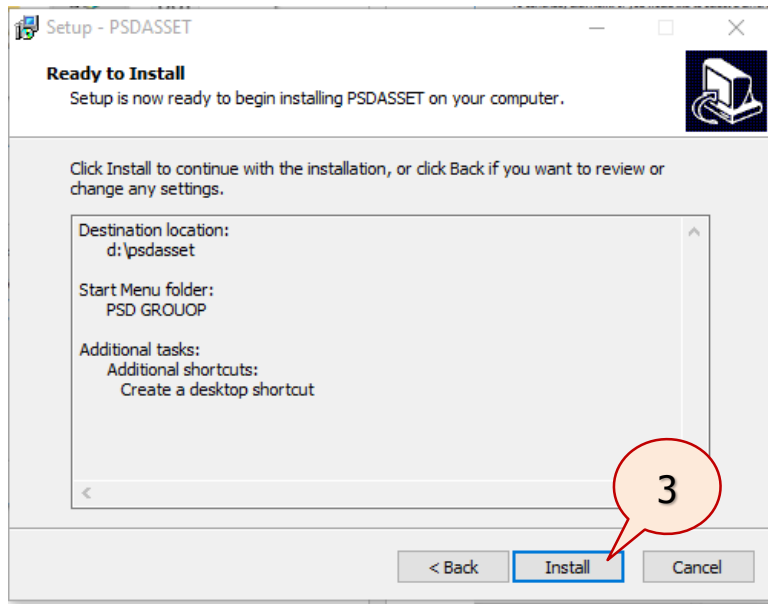 Setup - PSDASSET
Ready to Install
Setup is now ready to begin installing PSDASSET on your computer.
Click Install to continue with the installation, or click Back if you want to review or
change any settings.
Destination location:
d:\psdasset
Start Menu folder:
PSD GROUOP
Additional tasks:
Additional shortcuts:
Create a desktop shortcut
3
< Back
Install
Cancel